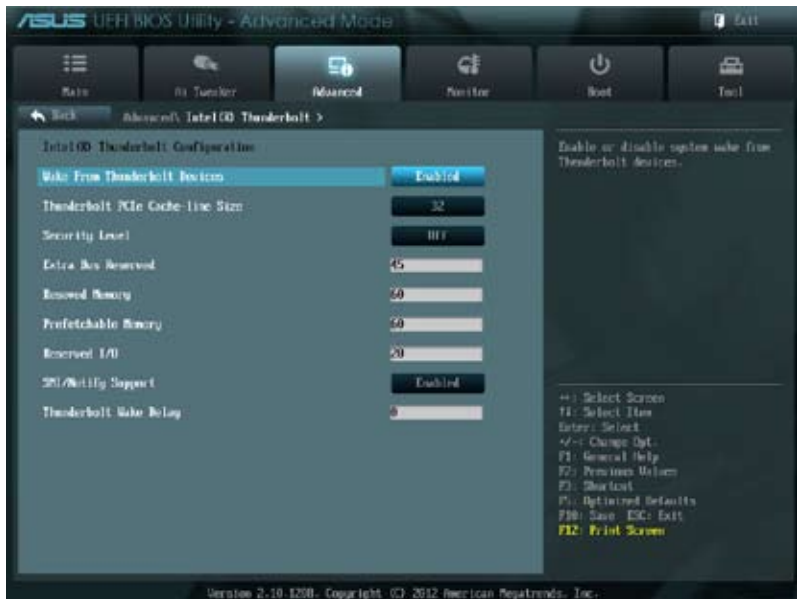 ASUS UEFI BIOS Utility - Advanced Mode
Exit
Main
Ai Tweaker
Advanced
Monitor
Boot
Tool
Back
Advanced\ Intel(R) Thunderbolt >
Intel(R) Thunderbolt Configuration
Wake From Thunderbolt Devices Enabled
Thunderbolt PCIe Cache-line Size 32
Security Level OFF
Extra Bus Reserved 45
Reseved Memory 60
Prefetchable Memory 60
Reserved I/O 20
SMI/Notify Support Enabled
Thunderbolt Wake Delay 0
Enable or disable system wake from
Thunderbolt devices.
→←: Select Screen
↑↓: Select Item
Enter: Select
+/-: Change Opt.
F1: General Help
F2: Previous Values
F3: Shortcut
F5: Optimized Defaults
F10: Save ESC: Exit
F12: Print Screen
Version 2.10.1208. Copyright (C) 2012 American Megatrends, Inc.